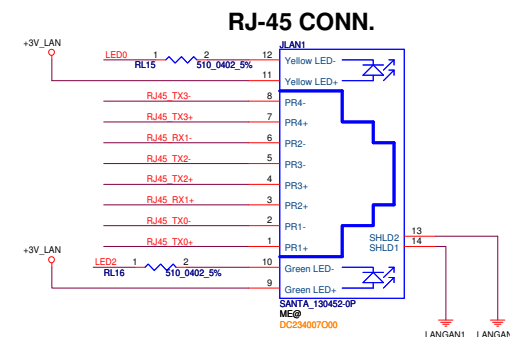 RJ-45 CONN.
+3V_LAN
JLAN1
LED0 1 2 12 Yellow LED-
RL15 510_0402_5%
11 Yellow LED+
RJ45_TX3- 8 PR4-
RJ45_TX3+ 7 PR4+
RJ45_RX1- 6 PR2-
RJ45_TX2- 5 PR3-
RJ45_TX2+ 4 PR3+
RJ45_RX1+ 3 PR2+
RJ45_TX0- 2 PR1-
RJ45_TX0+ 1 PR1+
SHLD2 13
SHLD1 14
+3V_LAN
LED2 1 2 10 Green LED-
RL16 510_0402_5%
9 Green LED+
SANTA_130452-0P
ME@
DC234007O00
LANGAN1 LANGAN